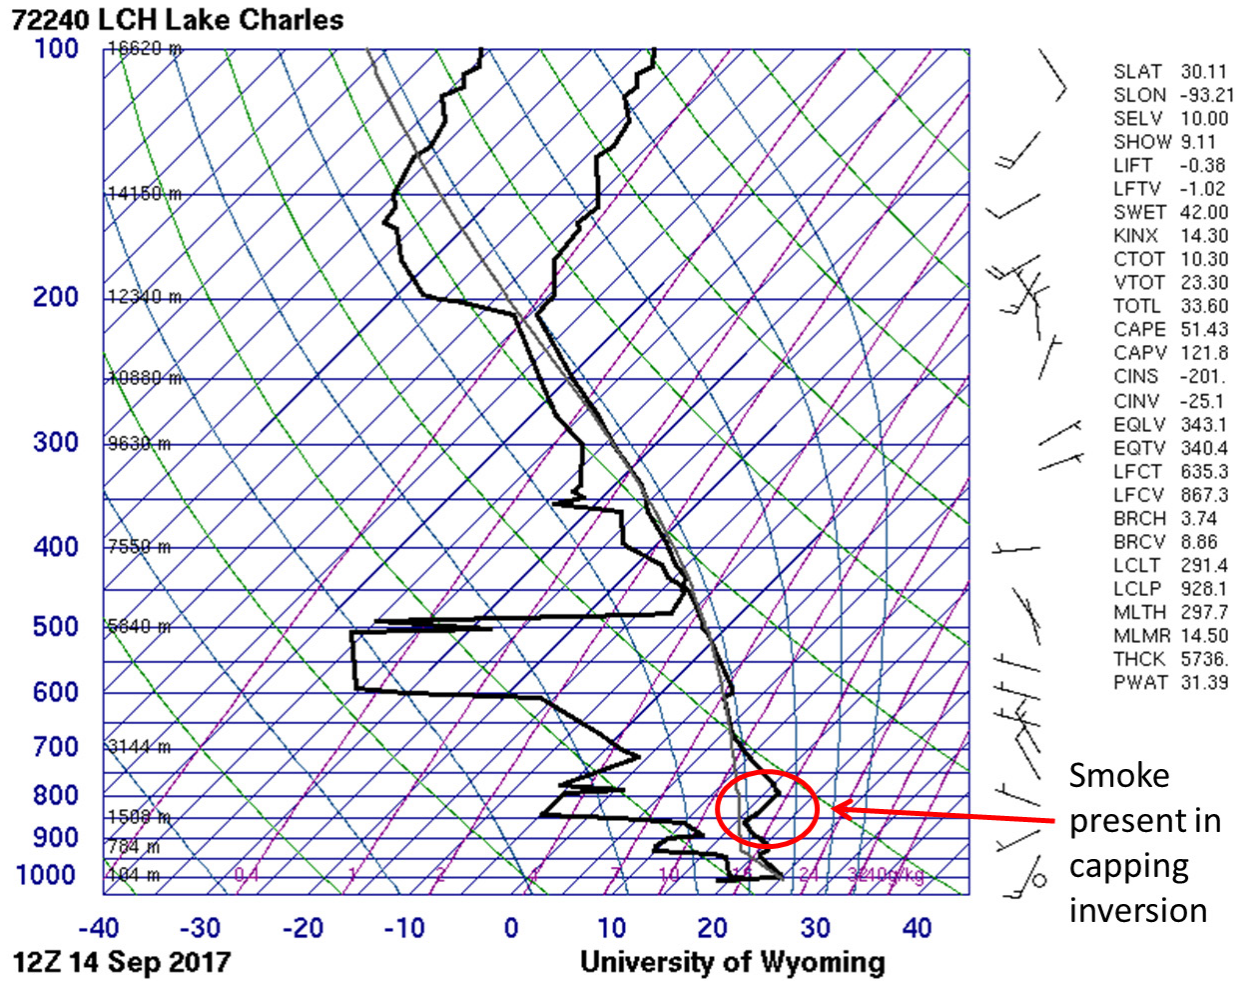 72240 LCH Lake Charles
100
16620 m
14160 m
200
12340 m
10880 m
300
9630 m
400
7550 m
500
5840 m
600
700
3144 m
800
1508 m
900
784 m
1000
104 m
0.4
1
2
4
7
10
16
24
32
40g/kg
-40
-30
-20
-10
0
10
20
30
40
12Z 14 Sep 2017
University of Wyoming
SLAT 30.11
SLON -93.21
SELV 10.00
SHOW 9.11
LIFT -0.38
LFTV -1.02
SWET 42.00
KINX 14.30
CTOT 10.30
VTOT 23.30
TOTL 33.60
CAPE 51.43
CAPV 121.8
CINS -201.
CINV -25.1
EQLV 343.1
EQTV 340.4
LFCT 635.3
LFCV 867.3
BRCH 3.74
BRCV 8.86
LCLT 291.4
LCLP 928.1
MLTH 297.7
MLMR 14.50
THCK 5736.
PWAT 31.39
Smoke
present in
capping
inversion